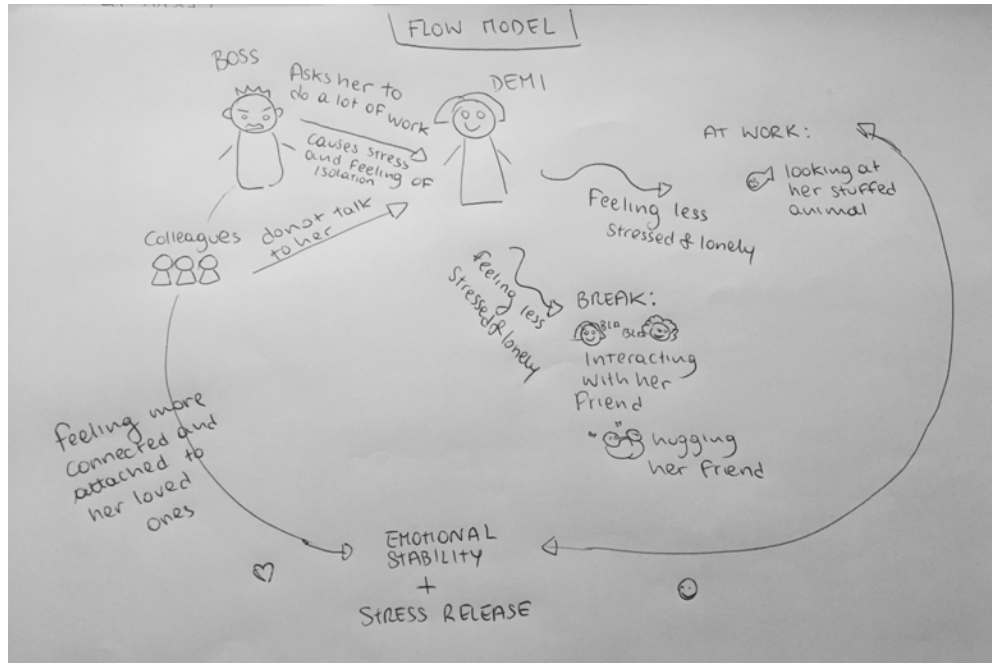 FLOW MODEL
BOSS
Asks her to
do a lot of work
causes stress
and feeling of
isolation
DEMI
Colleagues
do not talk
to her
Feeling less
stressed & lonely
AT WORK:
looking at
her stuffed
animal
Feeling less
stressed & lonely
BREAK:
BLA
BLA
Interacting
with her
Friend
hugging
her Friend
Feeling more
connected and
attached to
her loved
ones
EMOTIONAL
STABILITY
+
STRESS RELEASE